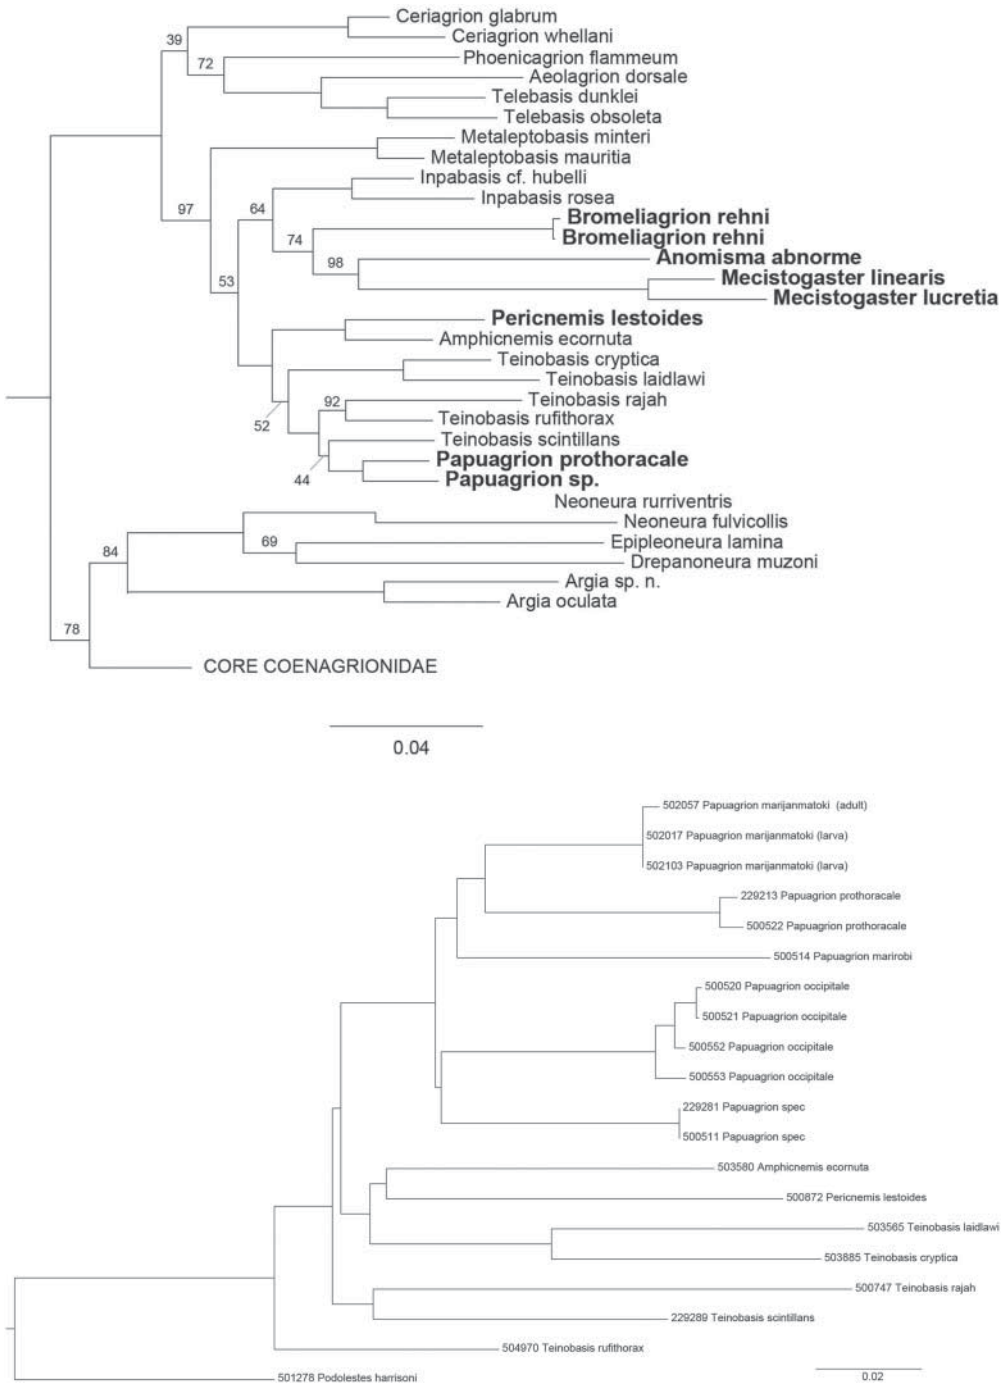 Ceriagrion glabrum
39
Ceriagrion whellani
Phoenicagrion flammeum
72
Aeolagrion dorsale
Telebasis dunklei
Telebasis obsoleta
Metaleptobasis minteri
Metaleptobasis mauritia
Inpabasis cf. hubelli
Inpabasis rosea
97
64
Bromeliagrion rehni
74
Bromeliagrion rehni
Anomisma abnorme
98
Mecistogaster linearis
53
Mecistogaster lucretia
Pericnemis lestoides
Amphicnemis ecornuta
Teinobasis cryptica
Teinobasis laidlawi
92
Teinobasis rajah
Teinobasis rufithorax
52
Teinobasis scintillans
Papuagrion prothoracale
44
Papuagrion sp.
Neoneura rurriventris
Neoneura fulvicollis
69
Epipleoneura lamina
84
Drepanoneura muzoni
Argia sp. n.
Argia oculata
78
CORE COENAGRIONIDAE
0.04
502057 Papuagrion marijanmatoki (adult)
502017 Papuagrion marijanmatoki (larva)
502103 Papuagrion marijanmatoki (larva)
229213 Papuagrion prothoracale
500522 Papuagrion prothoracale
500514 Papuagrion marirobi
500520 Papuagrion occipitale
500521 Papuagrion occipitale
500552 Papuagrion occipitale
500553 Papuagrion occipitale
229281 Papuagrion spec
500511 Papuagrion spec
503580 Amphicnemis ecornuta
500872 Pericnemis lestoides
503565 Teinobasis laidlawi
503885 Teinobasis cryptica
500747 Teinobasis rajah
229289 Teinobasis scintillans
504970 Teinobasis rufithorax
501278 Podolestes harrisoni
0.02